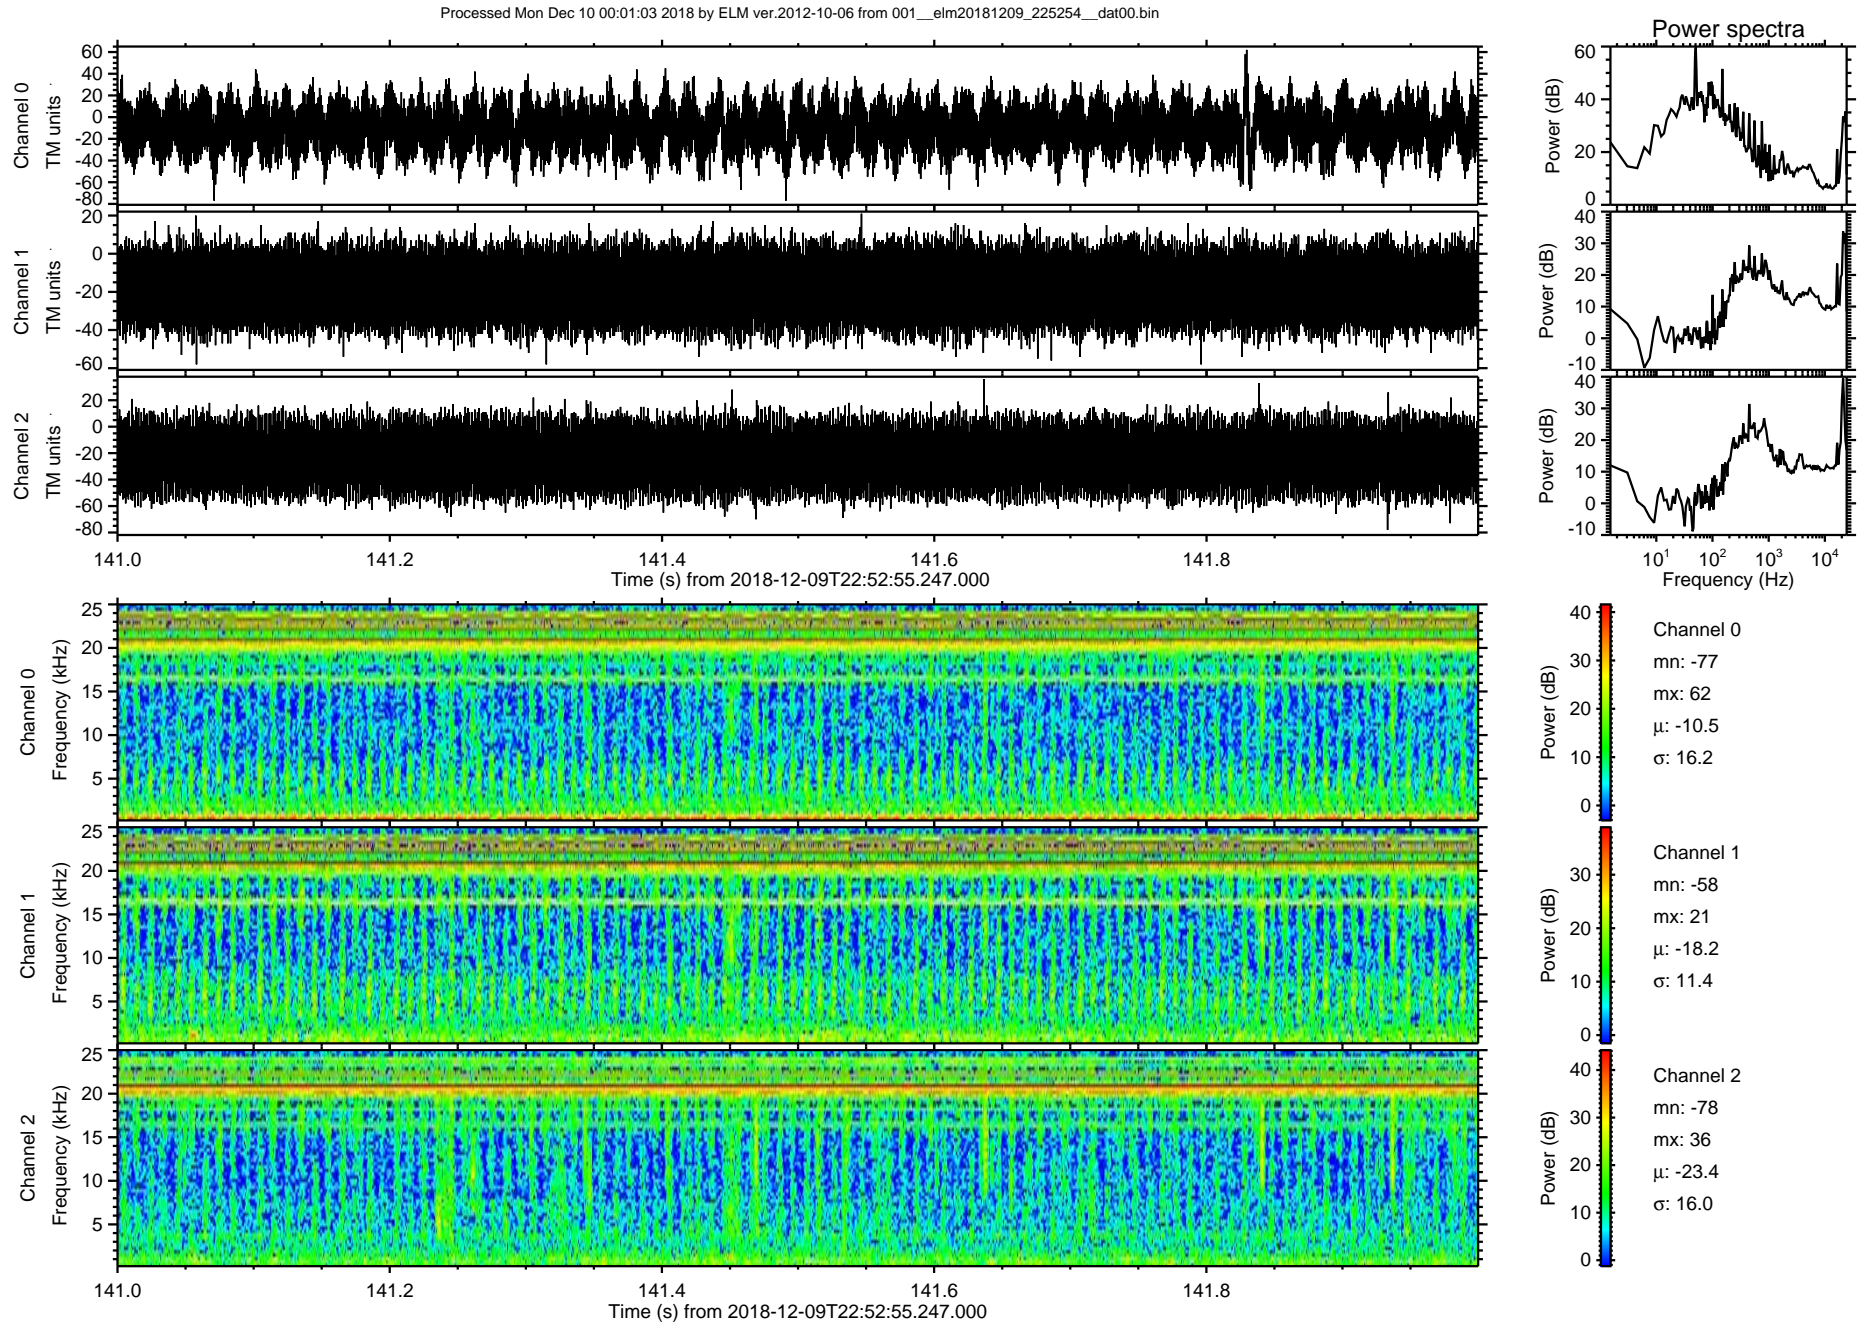 Processed Mon Dec 10 00:01:03 2018 by ELM ver.2012-10-06 from 001__elm20181209_225254__dat00.bin
Power spectra
Channel 0
TM units
60
40
20
0
-20
-40
-60
-80
Power (dB)
60
40
20
0
Channel 1
TM units
20
0
-20
-40
-60
Power (dB)
40
30
20
10
0
-10
Channel 2
TM units
20
0
-20
-40
-60
-80
Power (dB)
40
30
20
10
0
-10
141.0 141.2 141.4 141.6 141.8
Time (s) from 2018-12-09T22:52:55.247.000
10¹ 10² 10³ 10⁴
Frequency (Hz)
Channel 0
Frequency (kHz)
25
20
15
10
5
Power (dB)
40
30
20
10
0
Channel 0
mn: -77
mx: 62
μ: -10.5
σ: 16.2
Channel 1
Frequency (kHz)
25
20
15
10
5
Power (dB)
30
20
10
0
Channel 1
mn: -58
mx: 21
μ: -18.2
σ: 11.4
Channel 2
Frequency (kHz)
25
20
15
10
5
Power (dB)
40
30
20
10
0
Channel 2
mn: -78
mx: 36
μ: -23.4
σ: 16.0
141.0 141.2 141.4 141.6 141.8
Time (s) from 2018-12-09T22:52:55.247.000